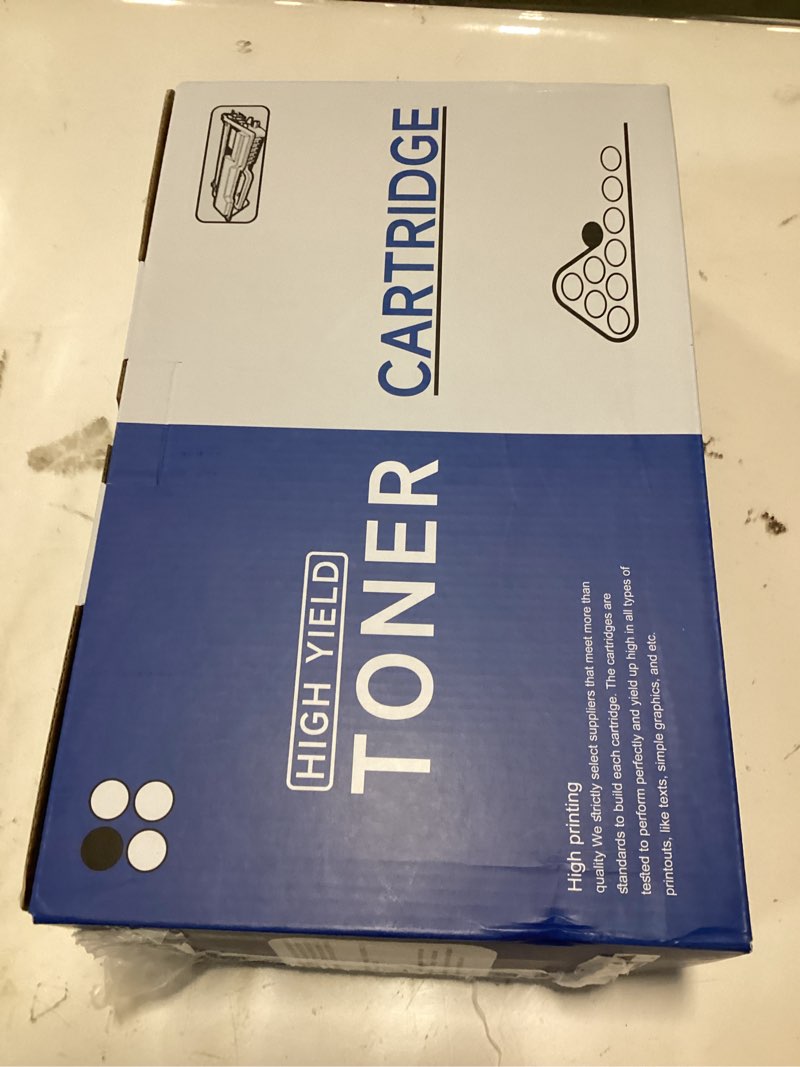 HIGH YIELD
TONER CARTRIDGE
High printing
quality We strictly select suppliers that meet more than
standards to build each cartridge. The cartridges are
tested to perform perfectly and yield up high in all types of
printouts, like texts, simple graphics, and etc.